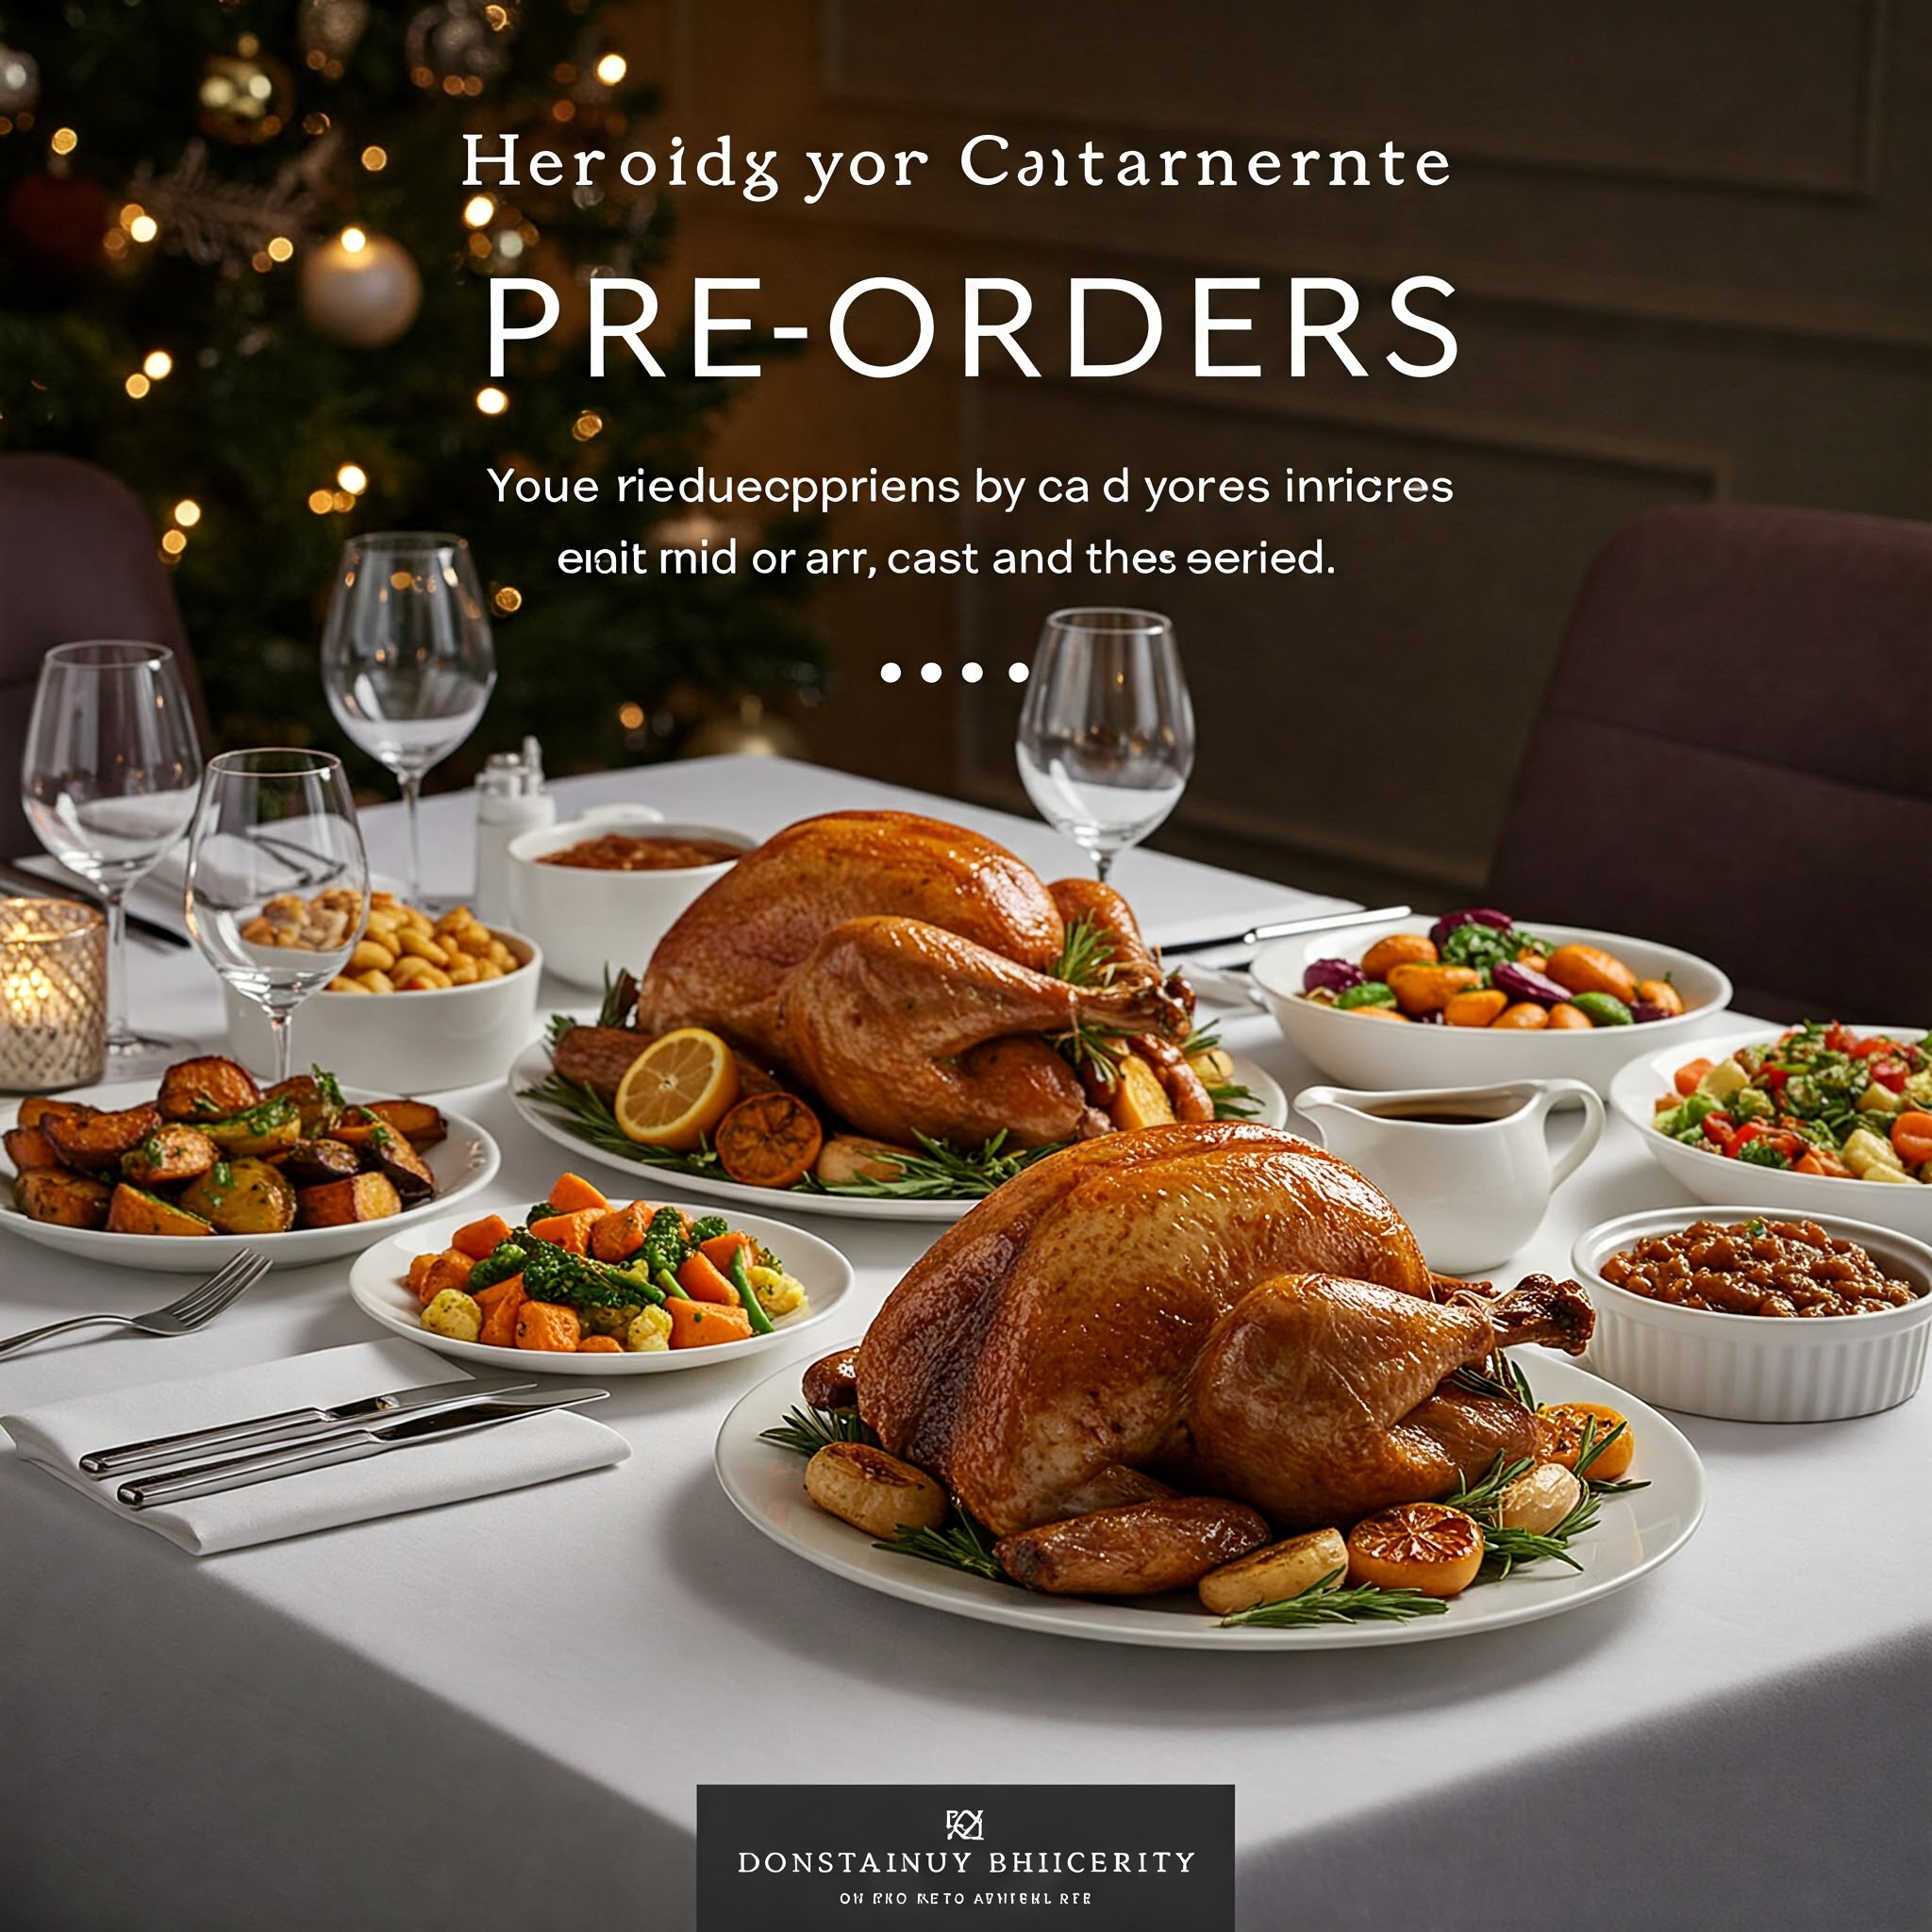 Heroidg yor Caitarnernte
PRE-ORDERS
Youe rieduecppriens by ca d yores inricres
enit mid or arr, cast and thes eeried.
DONSTAINUY BHIICERITY